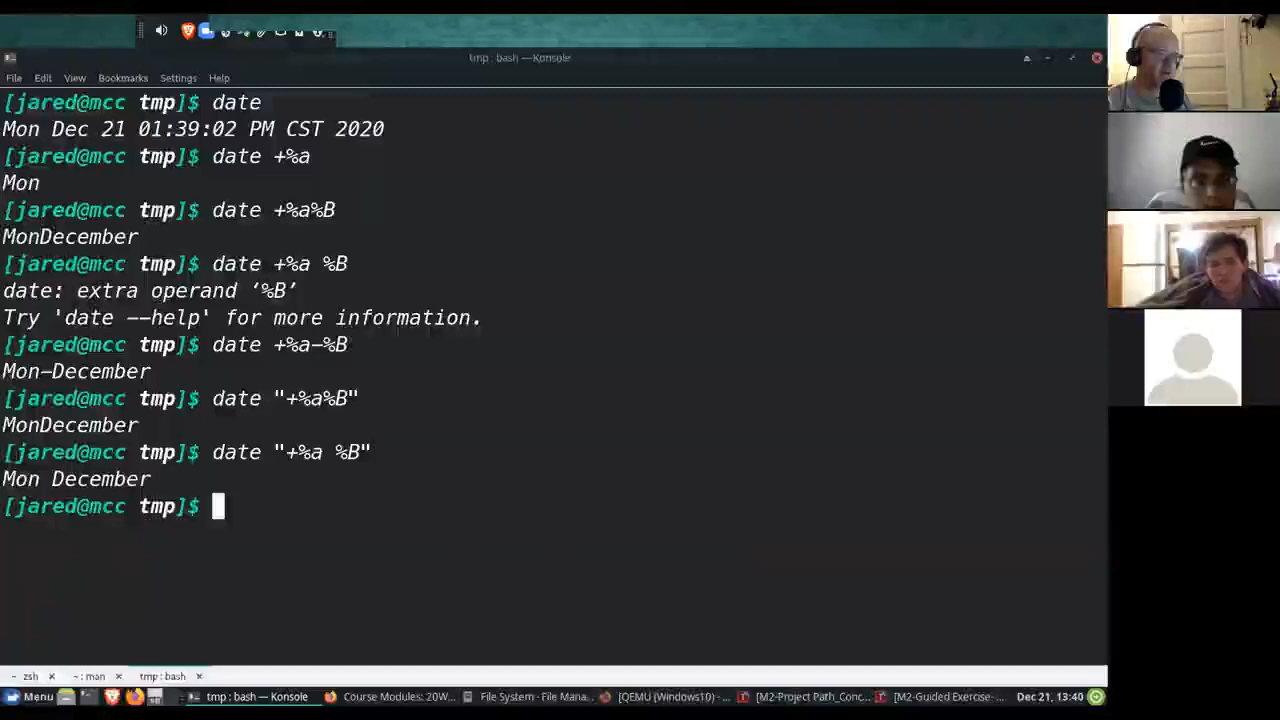 tmp : bash — Konsole
File Edit View Bookmarks Settings Help
[jared@mcc tmp]$ date
Mon Dec 21 01:39:02 PM CST 2020
[jared@mcc tmp]$ date +%a
Mon
[jared@mcc tmp]$ date +%a%B
MonDecember
[jared@mcc tmp]$ date +%a %B
date: extra operand ‘%B’
Try 'date --help' for more information.
[jared@mcc tmp]$ date +%a-%B
Mon-December
[jared@mcc tmp]$ date "+%a%B"
MonDecember
[jared@mcc tmp]$ date "+%a %B"
Mon December
[jared@mcc tmp]$
~ : zsh ~ : man tmp : bash
Menu tmp : bash — Konsole Course Modules: 20W... File System - File Mana... [QEMU (Windows10) - ... [M2-Project Path_Conc... [M2-Guided Exercise-... Dec 21, 13:40